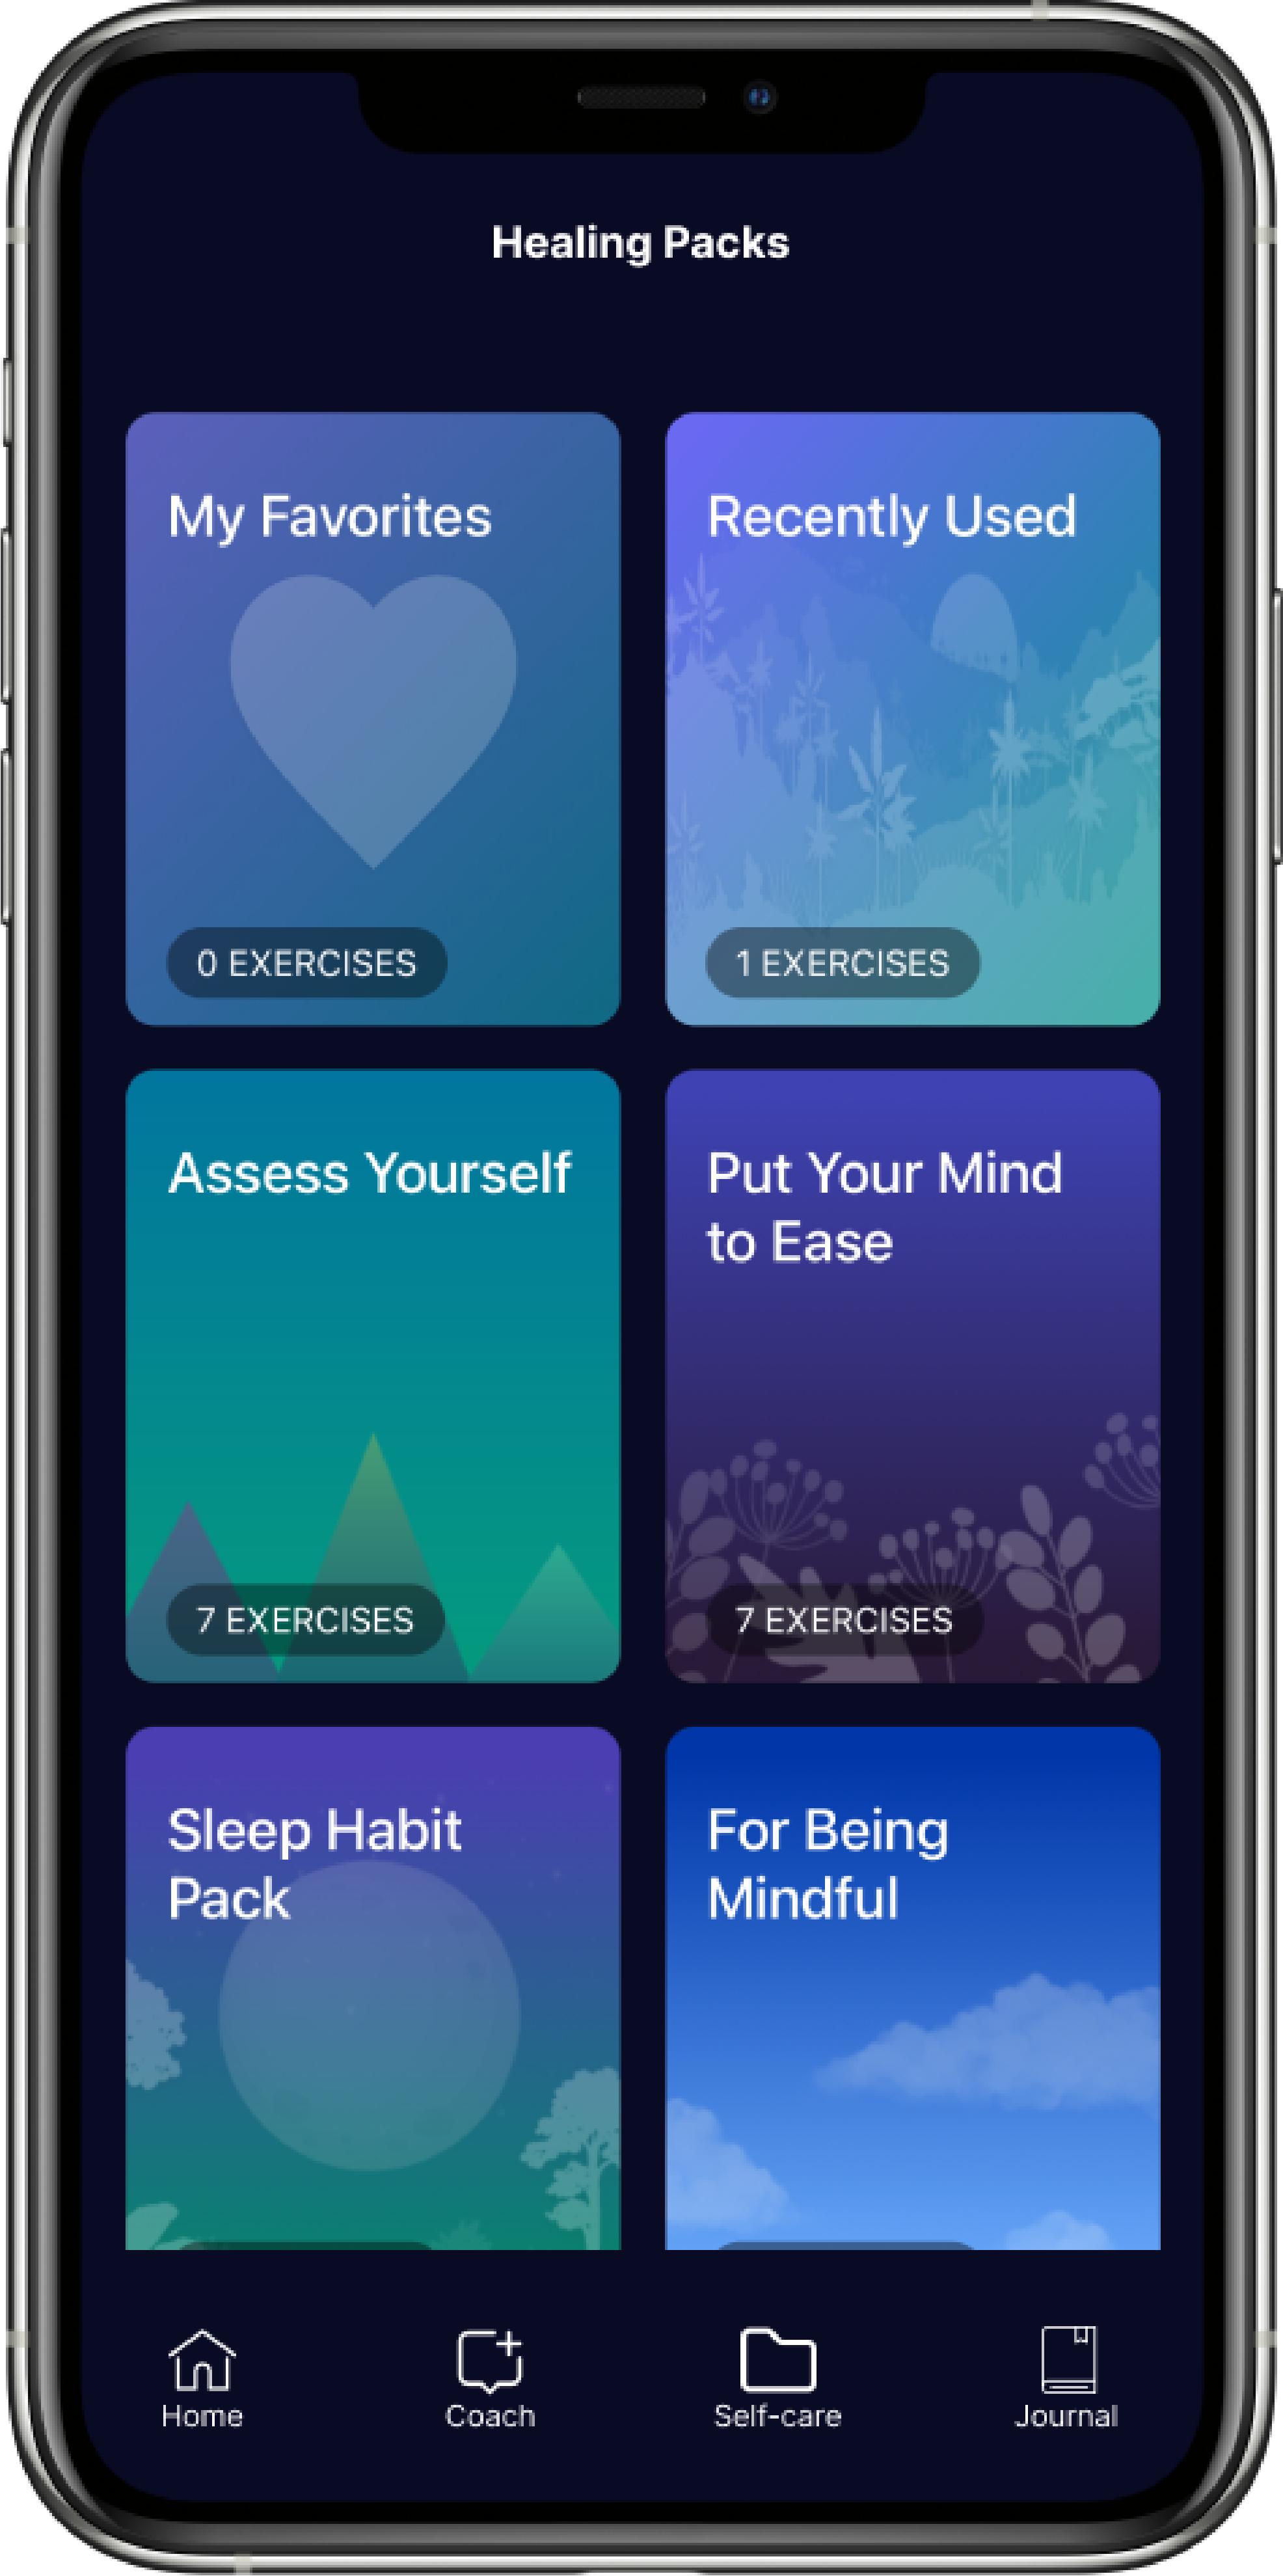 Healing Packs
My Favorites
0 EXERCISES
Recently Used
1 EXERCISES
Assess Yourself
7 EXERCISES
Put Your Mind
to Ease
7 EXERCISES
Sleep Habit
Pack
For Being
Mindful
Home
Coach
Self-care
Journal